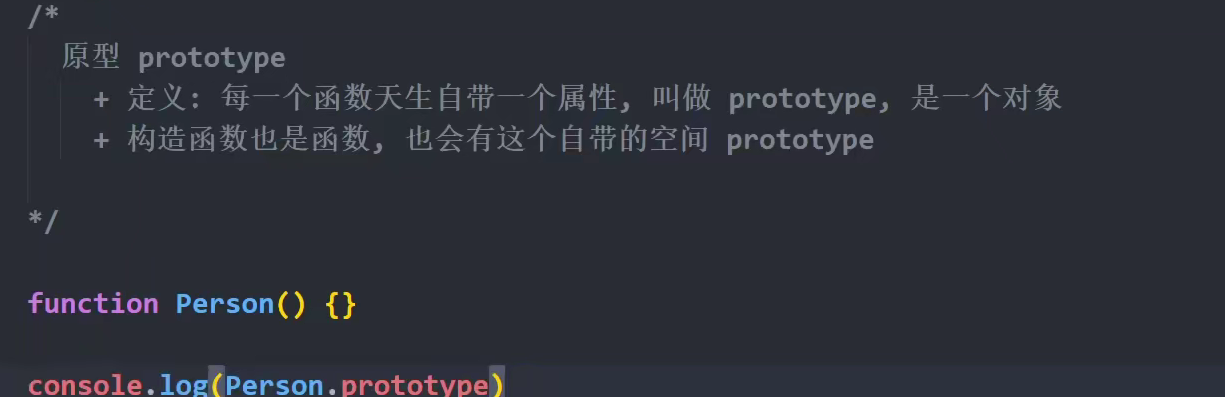 /*
原型 prototype
+ 定义: 每一个函数天生自带一个属性, 叫做 prototype, 是一个对象
+ 构造函数也是函数, 也会有这个自带的空间 prototype
*/
function Person() {}
console.log(Person.prototype)